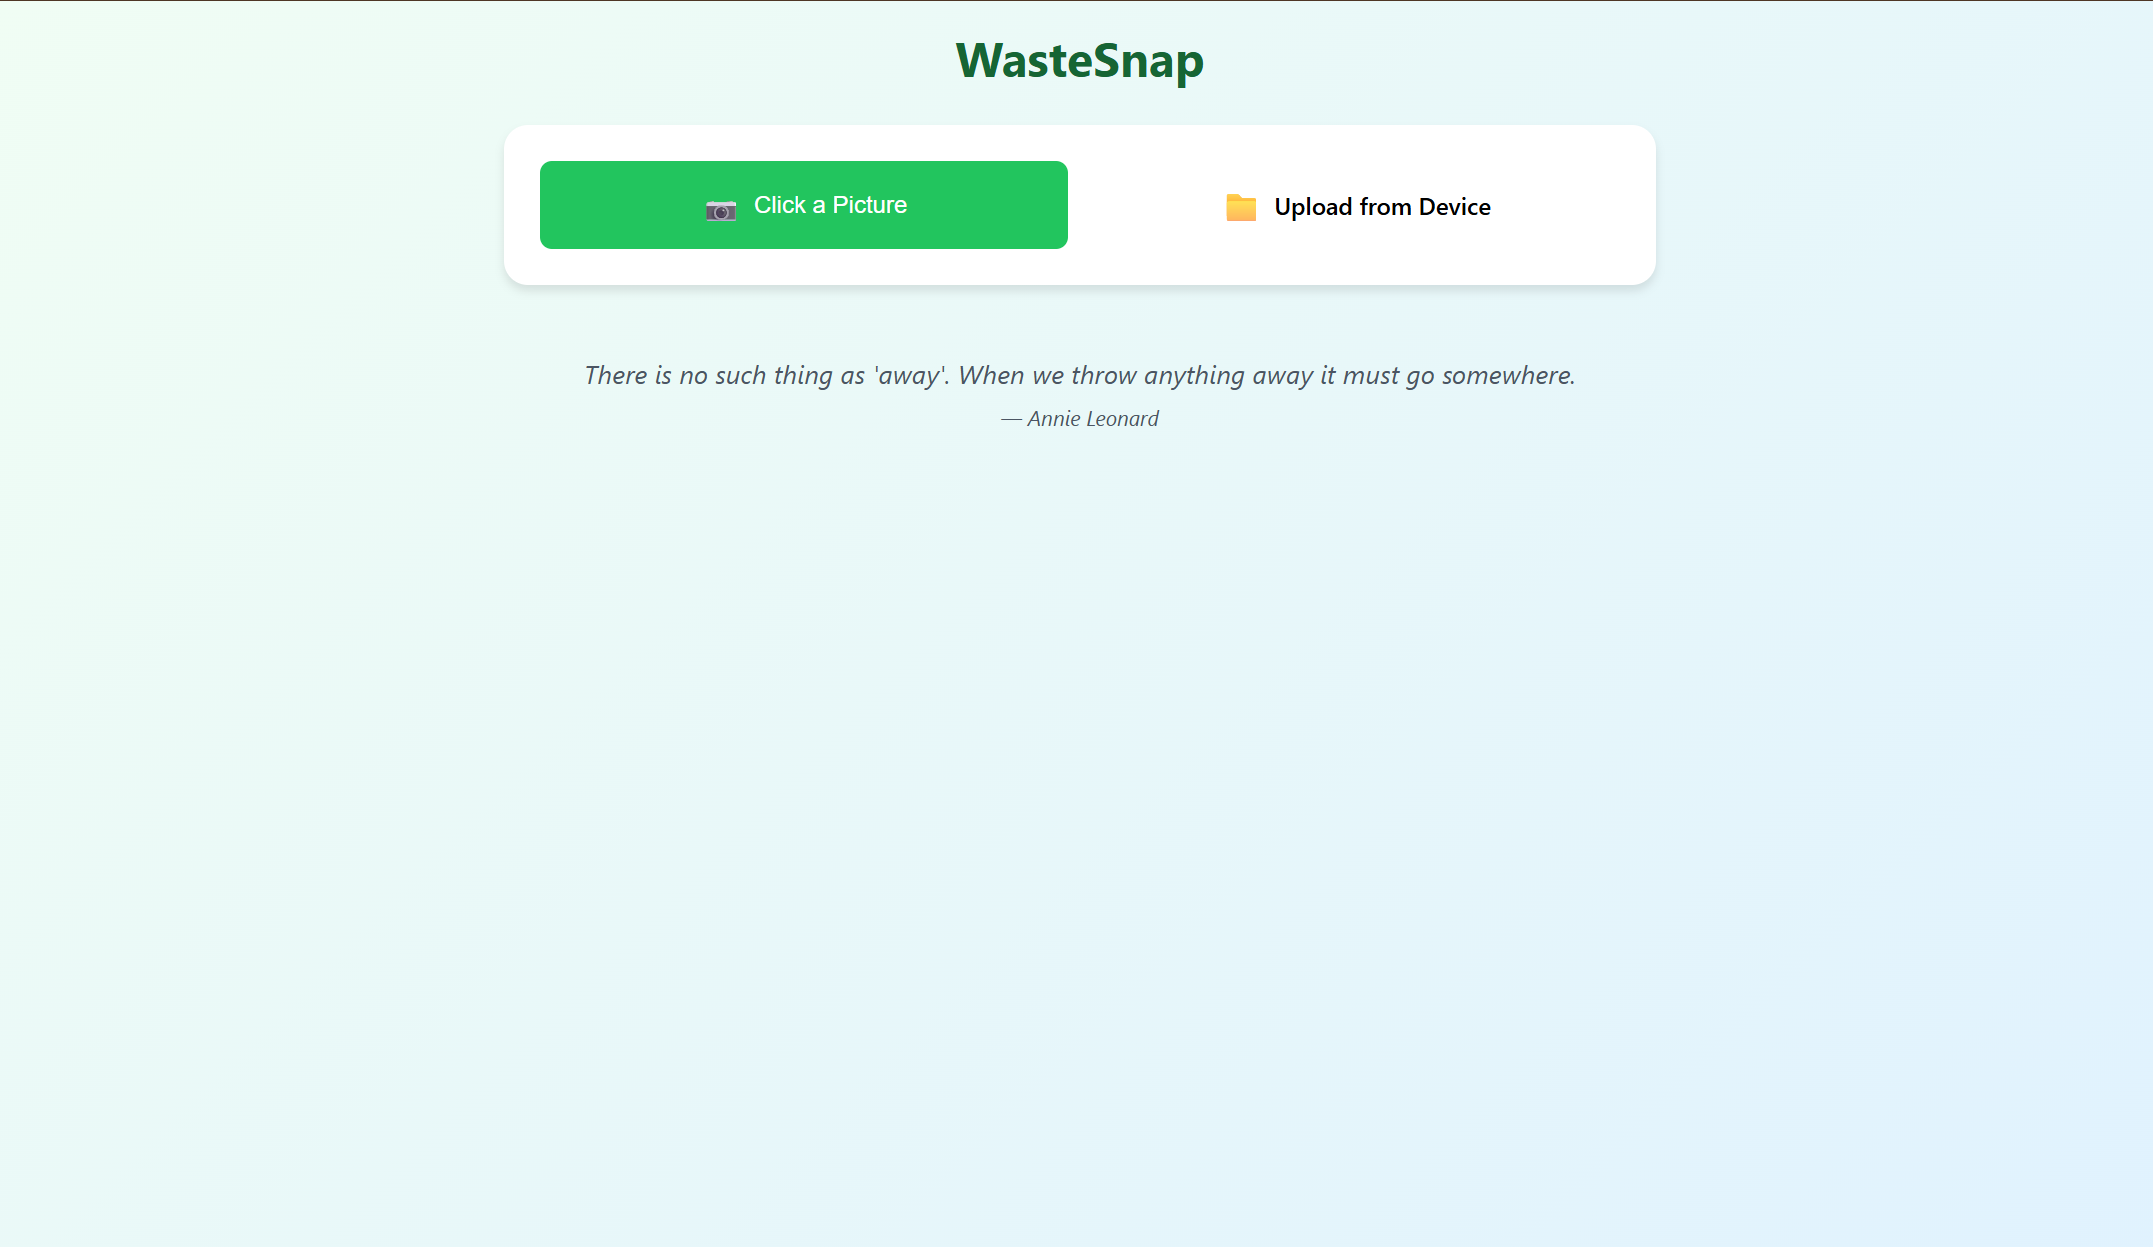 WasteSnap
Click a Picture
Upload from Device
There is no such thing as 'away'. When we throw anything away it must go somewhere.
— Annie Leonard